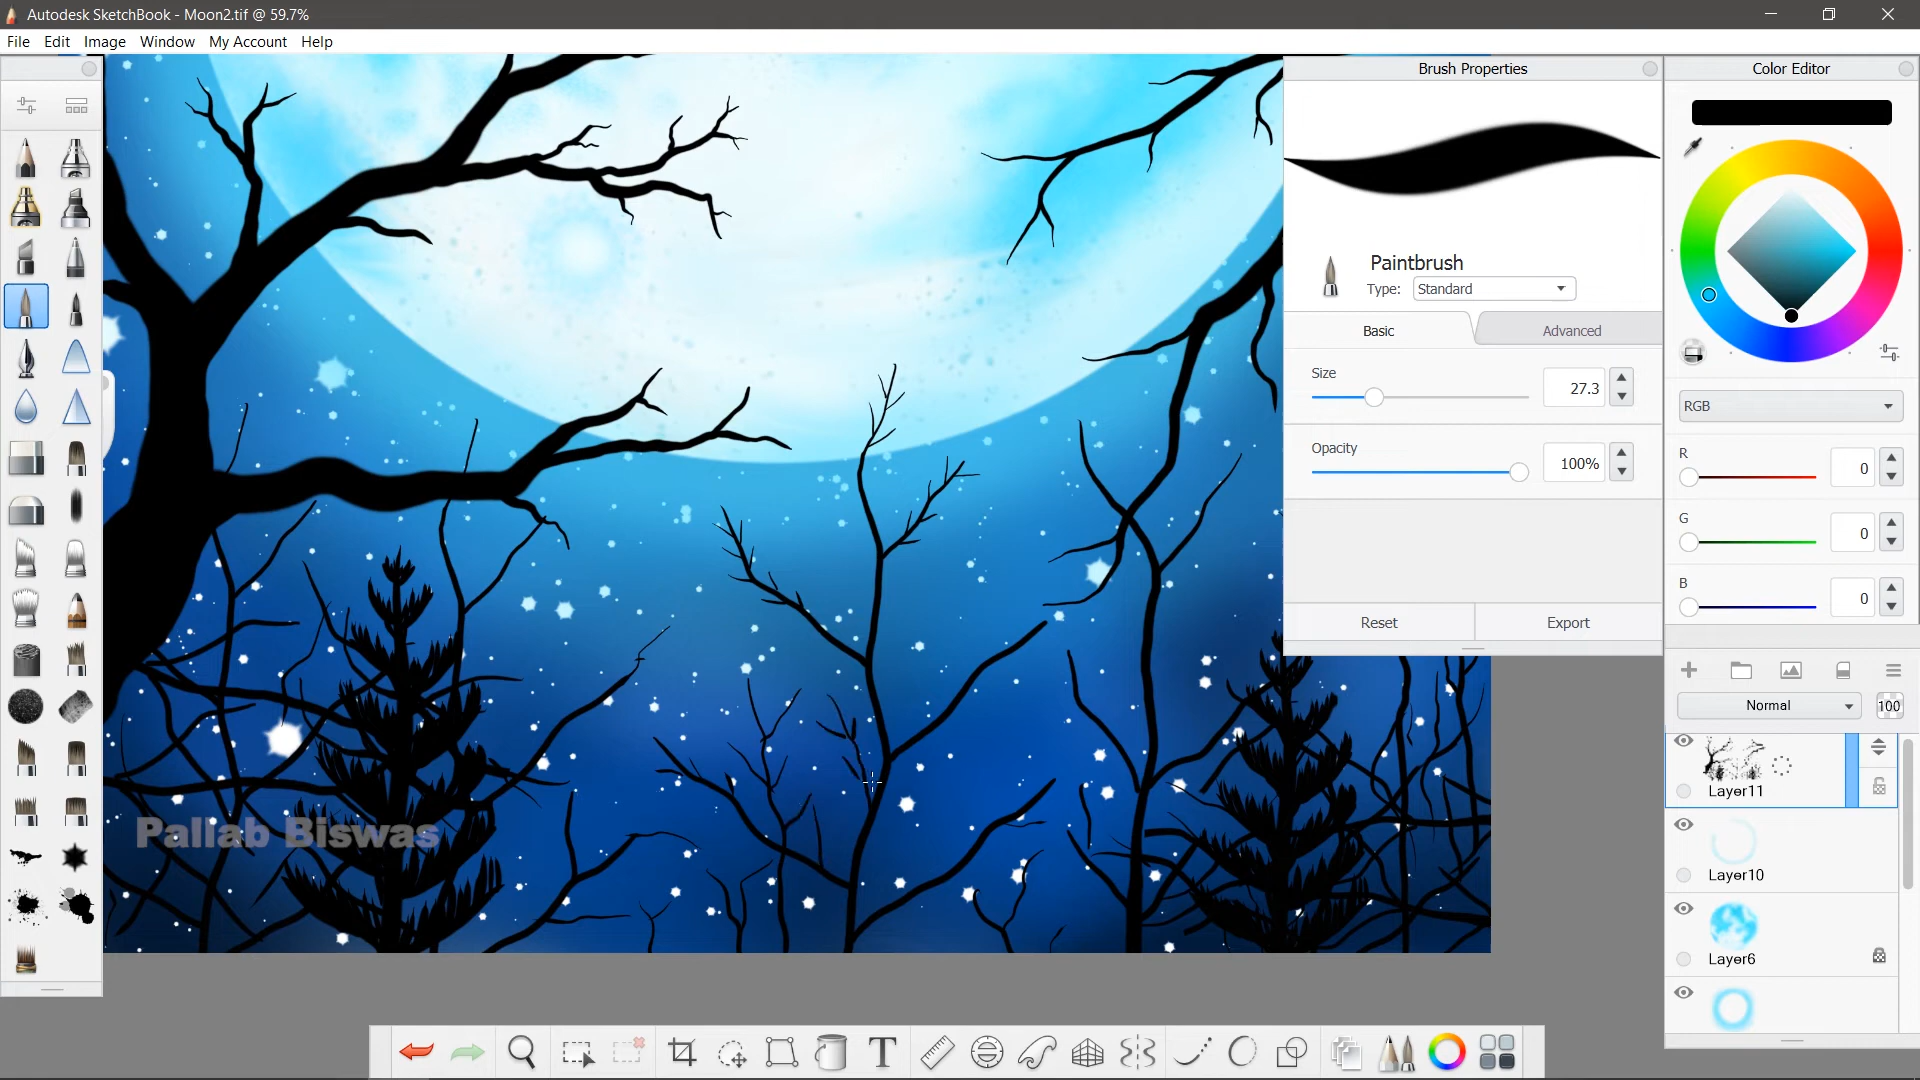 Autodesk SketchBook - Moon2.tif @ 59.7%
File Edit Image Window My Account Help
Brush Properties
Color Editor
Paintbrush
Type: Standard
Basic Advanced
Size
27.3
Opacity
100%
Reset Export
RGB
R
0
G
0
B
0
Normal 100
Layer11
Layer10
Layer6
Pallab Biswas
T